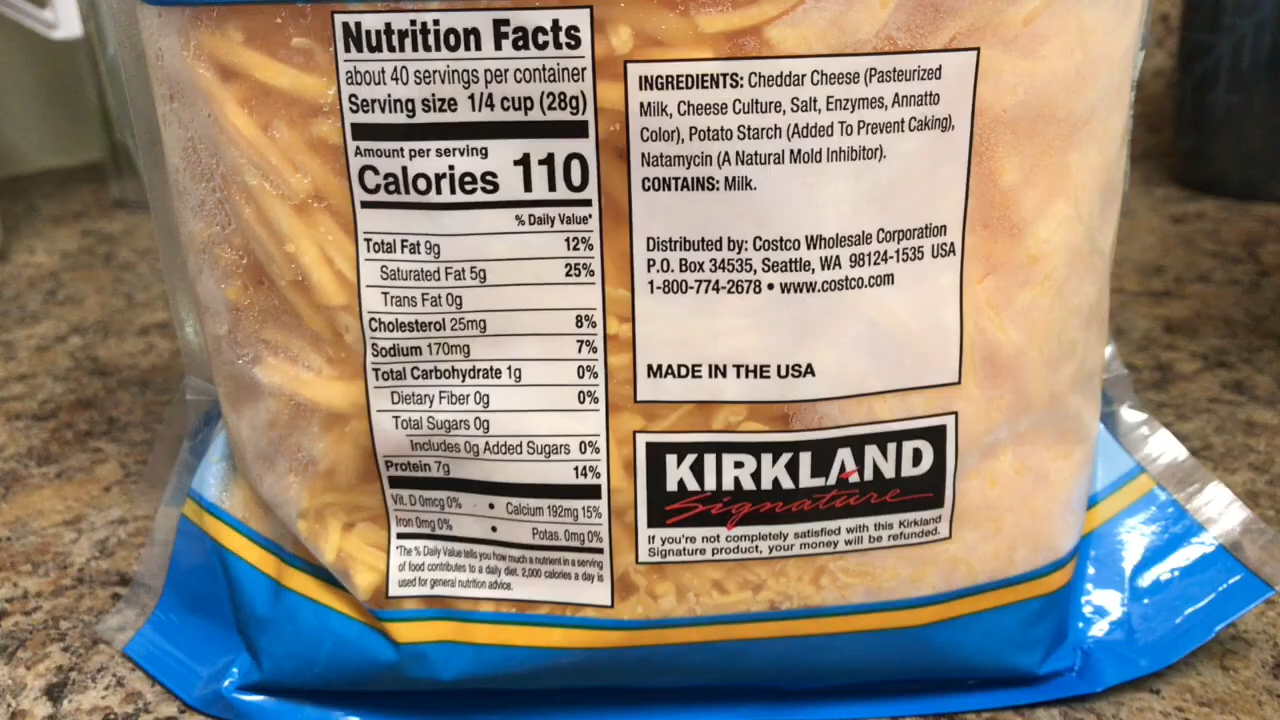 Nutrition Facts
about 40 servings per container
Serving size 1/4 cup (28g)
Amount per serving
Calories 110
% Daily Value*
Total Fat 9g 12%
Saturated Fat 5g 25%
Trans Fat 0g
Cholesterol 25mg 8%
Sodium 170mg 7%
Total Carbohydrate 1g 0%
Dietary Fiber 0g 0%
Total Sugars 0g
Includes 0g Added Sugars 0%
Protein 7g 14%
Vit. D 0mcg 0% • Calcium 192mg 15%
Iron 0mg 0% • Potas. 0mg 0%
*The % Daily Value tells you how much a nutrient in a serving
of food contributes to a daily diet. 2,000 calories a day is
used for general nutrition advice.
INGREDIENTS: Cheddar Cheese (Pasteurized
Milk, Cheese Culture, Salt, Enzymes, Annatto
Color), Potato Starch (Added To Prevent Caking),
Natamycin (A Natural Mold Inhibitor).
CONTAINS: Milk.
Distributed by: Costco Wholesale Corporation
P.O. Box 34535, Seattle, WA 98124-1535 USA
1-800-774-2678 • www.costco.com
MADE IN THE USA
KIRKLAND
Signature
If you're not completely satisfied with this Kirkland
Signature product, your money will be refunded.